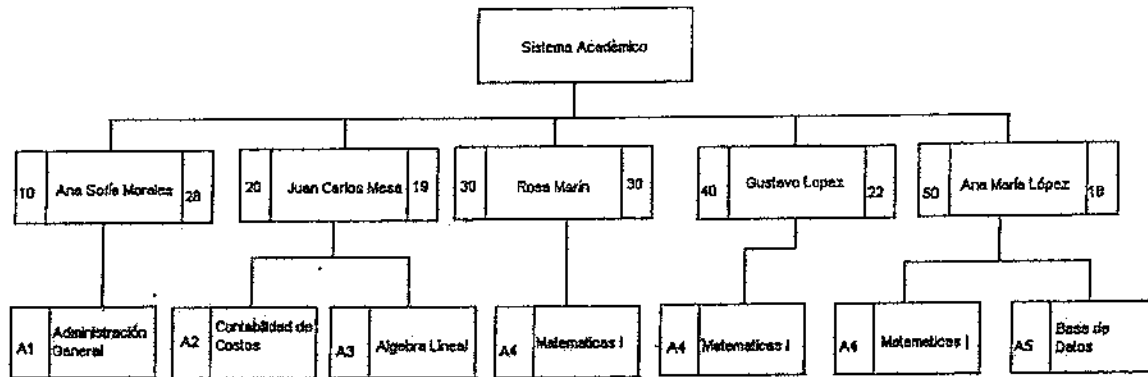 Sistema Académico
10 Ana Sofía Morales 28
20 Juan Carlos Mesa 19
30 Rosa Marín 30
40 Gustavo Lopez 22
50 Ana María López 18
A1 Administración
General
A2 Contabilidad de
Costos
A3 Algebra Lineal
A4 Matematicas I
A4 Matematicas I
A4 Matematicas I
A5 Base de
Datos